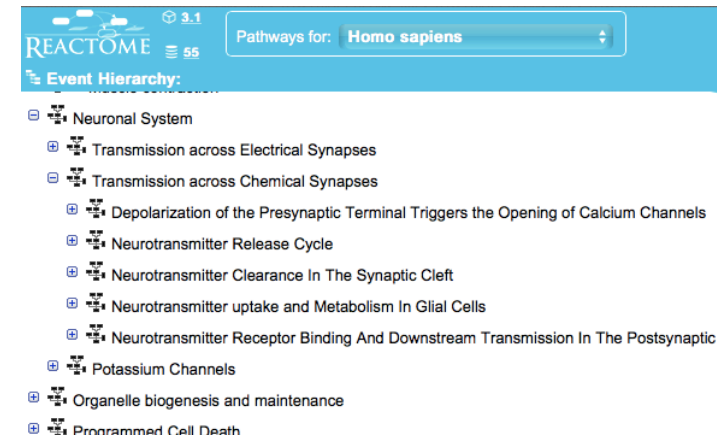 3.1
REACTOME 55
Pathways for: Homo sapiens
Event Hierarchy:
Muscle contraction
Neuronal System
Transmission across Electrical Synapses
Transmission across Chemical Synapses
Depolarization of the Presynaptic Terminal Triggers the Opening of Calcium Channels
Neurotransmitter Release Cycle
Neurotransmitter Clearance In The Synaptic Cleft
Neurotransmitter uptake and Metabolism In Glial Cells
Neurotransmitter Receptor Binding And Downstream Transmission In The Postsynaptic
Potassium Channels
Organelle biogenesis and maintenance
Programmed Cell Death